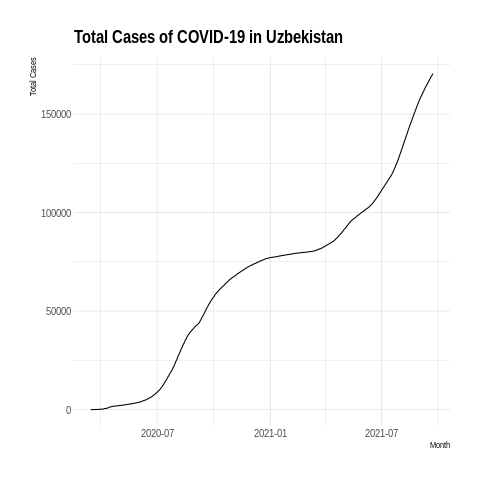 Total Cases of COVID-19 in Uzbekistan
Total Cases
150000
100000
50000
0
2020-07 2021-01 2021-07
Month